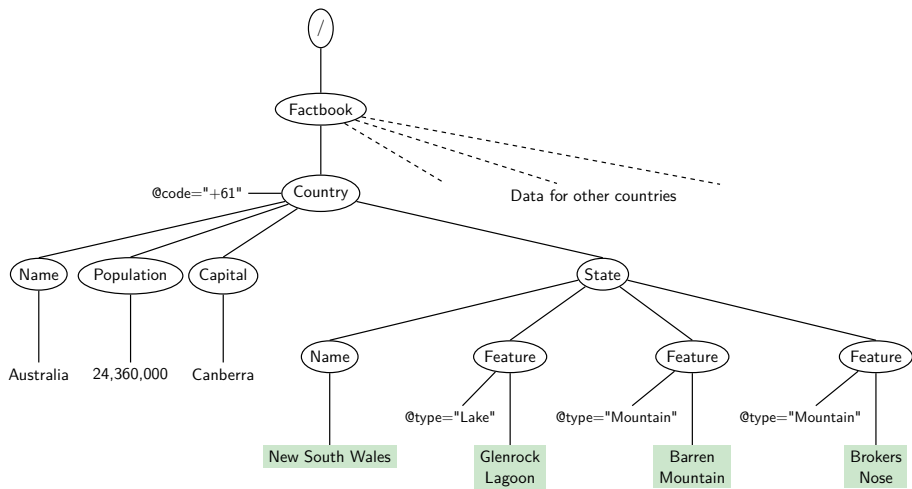 /
Factbook
@code="+61"
Country
Data for other countries
Name
Population
Capital
State
Australia
24,360,000
Canberra
Name
Feature
Feature
Feature
@type="Lake"
@type="Mountain"
@type="Mountain"
New South Wales
Glenrock
Lagoon
Barren
Mountain
Brokers
Nose